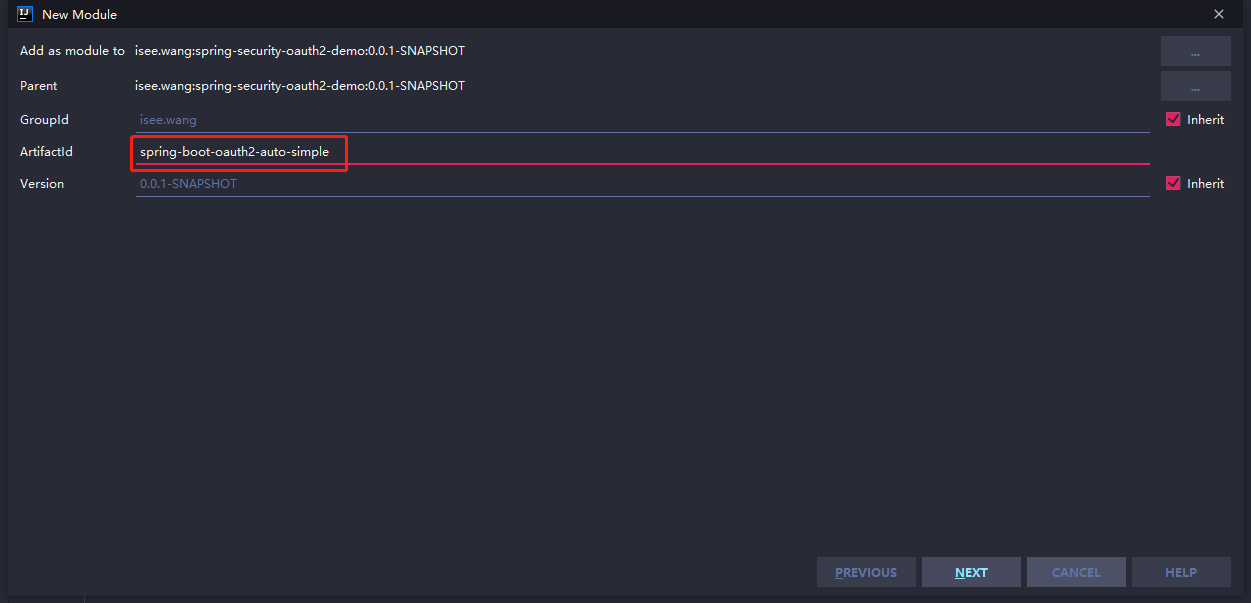 IJ New Module
Add as module to isee.wang:spring-security-oauth2-demo:0.0.1-SNAPSHOT ...
Parent isee.wang:spring-security-oauth2-demo:0.0.1-SNAPSHOT ...
GroupId isee.wang Inherit
ArtifactId spring-boot-oauth2-auto-simple
Version 0.0.1-SNAPSHOT Inherit
PREVIOUS NEXT CANCEL HELP